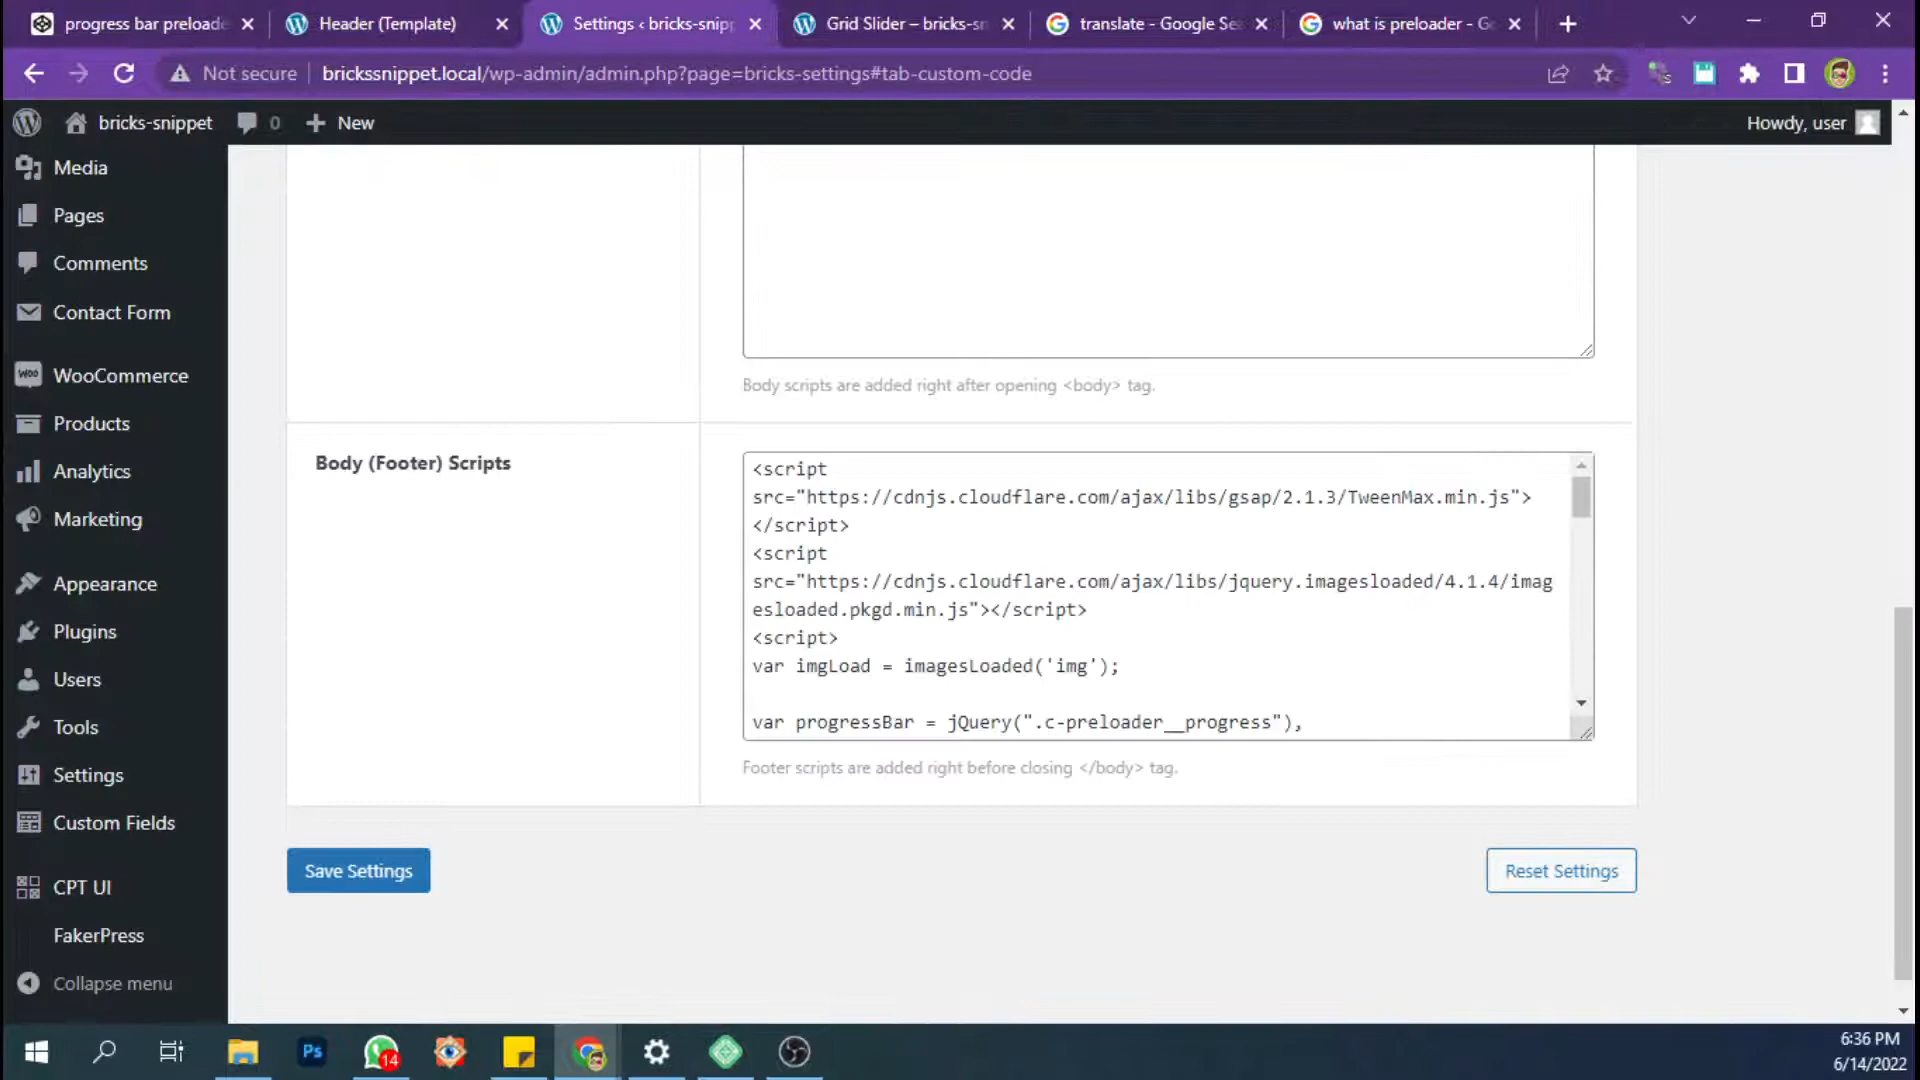 progress bar preloade
Header (Template)
Settings ‹ bricks-snipp
Grid Slider – bricks-sn
translate - Google Sea
what is preloader - Go
Not secure
brickssnippet.local/wp-admin/admin.php?page=bricks-settings#tab-custom-code
bricks-snippet
0
New
Howdy, user
Media
Pages
Comments
Contact Form
WooCommerce
Products
Analytics
Marketing
Appearance
Plugins
Users
Tools
Settings
Custom Fields
CPT UI
FakerPress
Collapse menu
Body scripts are added right after opening <body> tag.
Body (Footer) Scripts
<script
src="https://cdnjs.cloudflare.com/ajax/libs/gsap/2.1.3/TweenMax.min.js">
</script>
<script
src="https://cdnjs.cloudflare.com/ajax/libs/jquery.imagesloaded/4.1.4/imag
esloaded.pkgd.min.js"></script>
<script>
var imgLoad = imagesLoaded('img');
var progressBar = jQuery(".c-preloader__progress"),
Footer scripts are added right before closing </body> tag.
Save Settings
Reset Settings
Ps
14
6:36 PM
6/14/2022